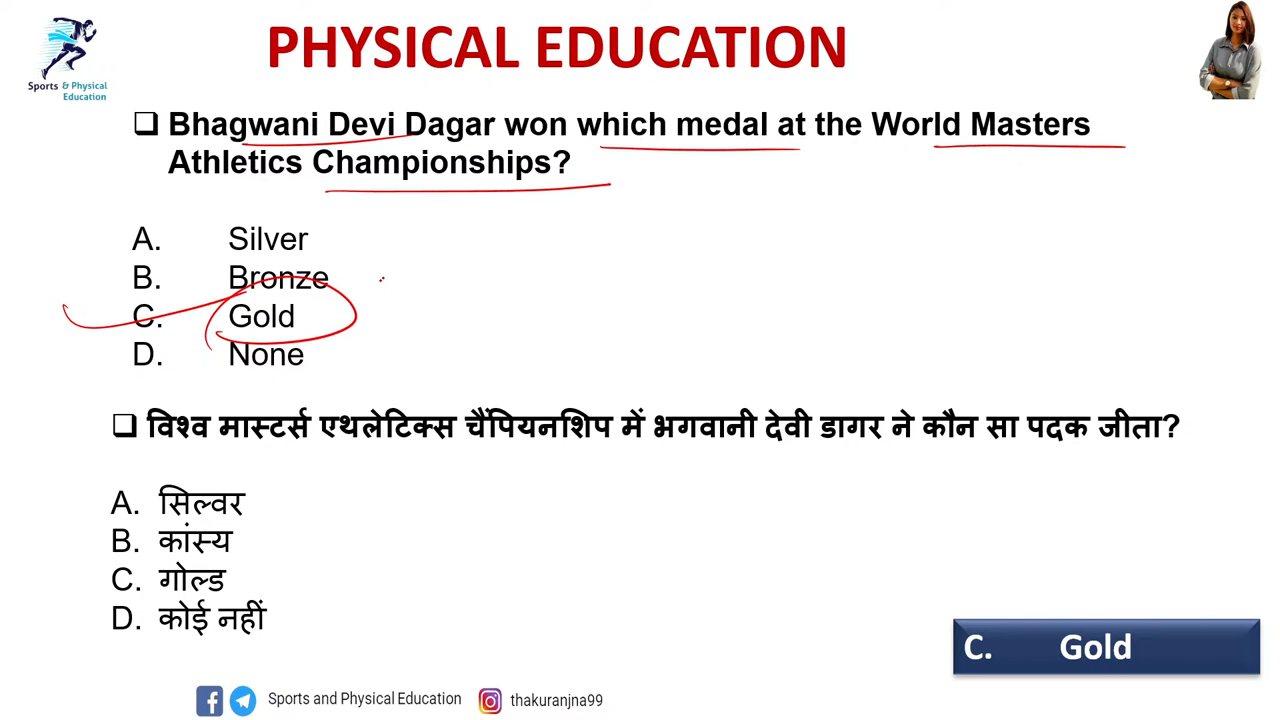 PHYSICAL EDUCATION
Sports & Physical
Education
❑ Bhagwani Devi Dagar won which medal at the World Masters
Athletics Championships?
A. Silver
B. Bronze
C. Gold
D. None
❑ विश्व मास्टर्स एथलेटिक्स चैंपियनशिप में भगवानी देवी डागर ने कौन सा पदक जीता?
A. सिल्वर
B. कांस्य
C. गोल्ड
D. कोई नहीं
C. Gold
Sports and Physical Education thakuranjna99